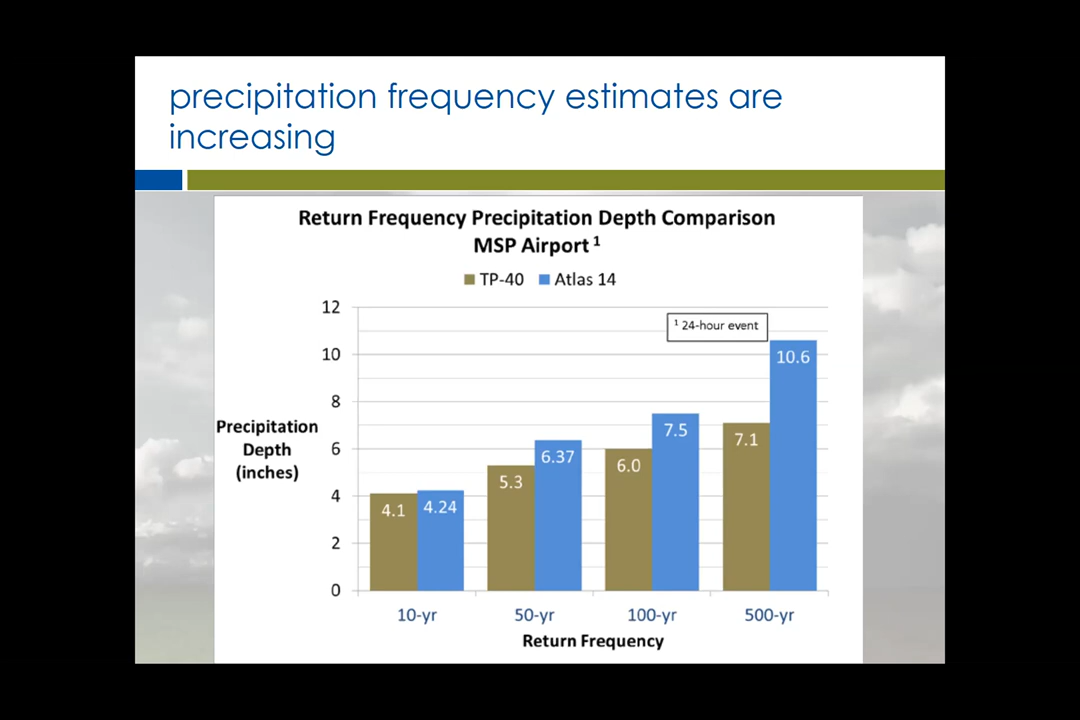 precipitation frequency estimates are
increasing
Return Frequency Precipitation Depth Comparison
MSP Airport ¹
TP-40 Atlas 14
¹ 24-hour event
Precipitation
Depth
(inches)
12
10
8
6
4
2
0
4.1 4.24
5.3 6.37
6.0 7.5
7.1 10.6
10-yr 50-yr 100-yr 500-yr
Return Frequency